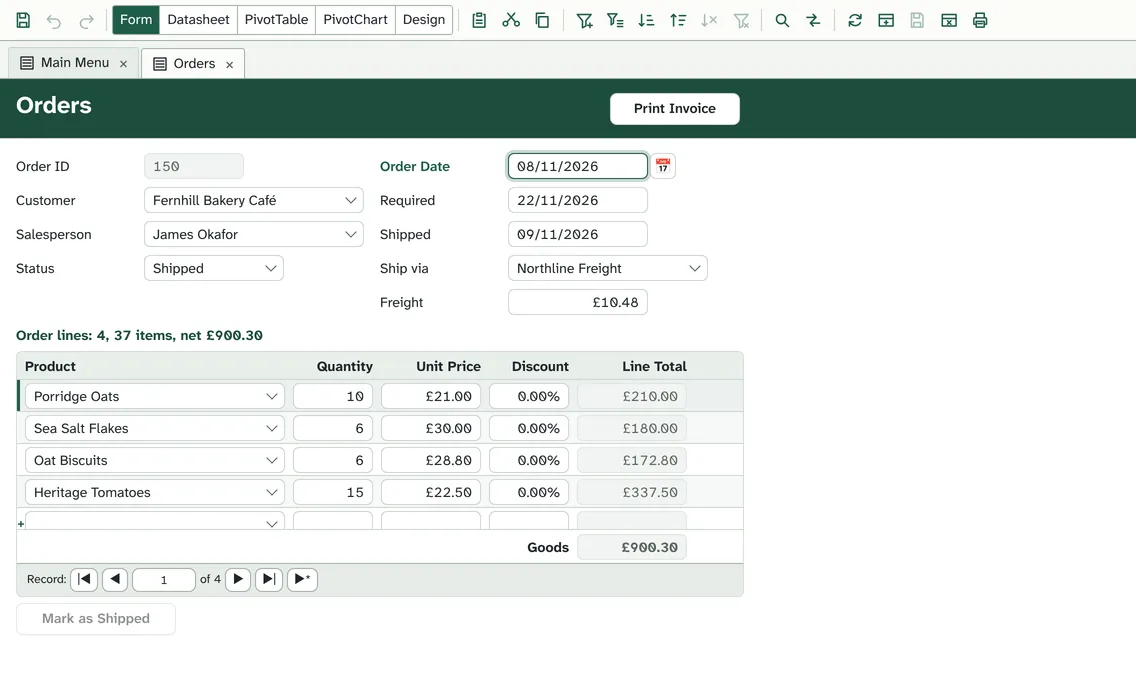 Form Datasheet PivotTable PivotChart Design
Main Menu × Orders ×
Orders Print Invoice
Order ID 150 Order Date 08/11/2026
Customer Fernhill Bakery Café Required 22/11/2026
Salesperson James Okafor Shipped 09/11/2026
Status Shipped Ship via Northline Freight
Freight £10.48
Order lines: 4, 37 items, net £900.30
Product Quantity Unit Price Discount Line Total
Porridge Oats 10 £21.00 0.00% £210.00
Sea Salt Flakes 6 £30.00 0.00% £180.00
Oat Biscuits 6 £28.80 0.00% £172.80
Heritage Tomatoes 15 £22.50 0.00% £337.50
+
Goods £900.30
Record: 1 of 4
Mark as Shipped